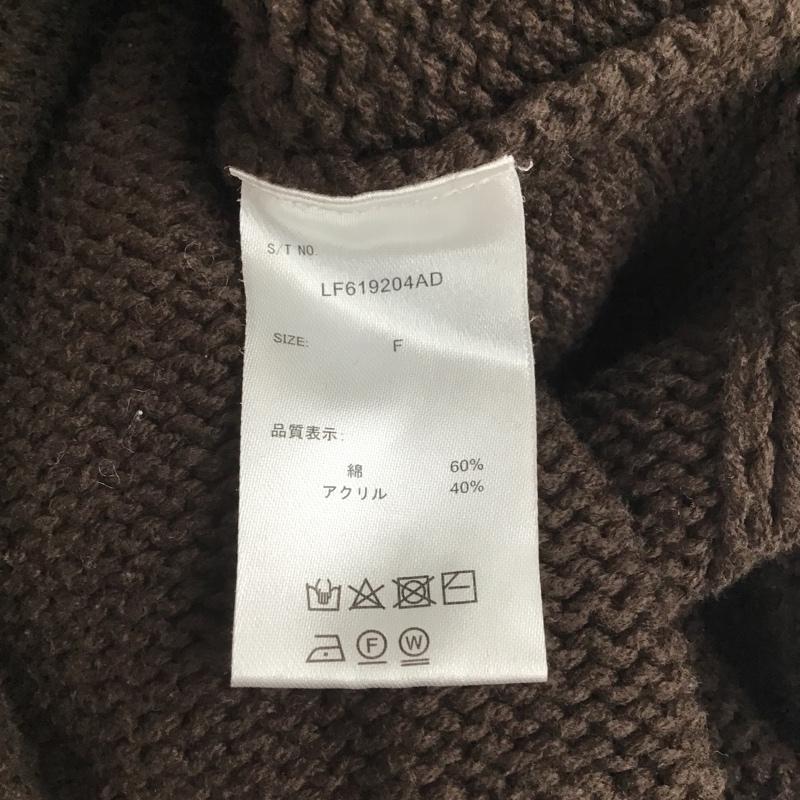 S/T NO.
LF619204AD
SIZE: F
品質表示:
綿 60%
アクリル 40%
F W